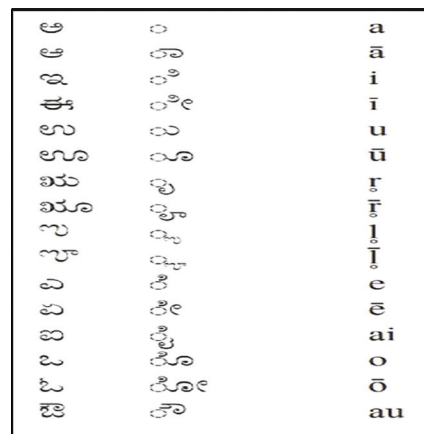 ಅ ಂ a
ಆ ಾ ā
ಇ ಿ i
ಈ ೀ ī
ಉ ು u
ಊ ೂ ū
ಋ ೃ r̥
ೠ ೄ r̥̄
ಌ ೢ l̥
ೡ ೣ l̥̄
ಎ ೆ e
ಏ ೇ ē
ಐ ೈ ai
ಒ ೊ o
ಓ ೋ ō
ಔ ೌ au